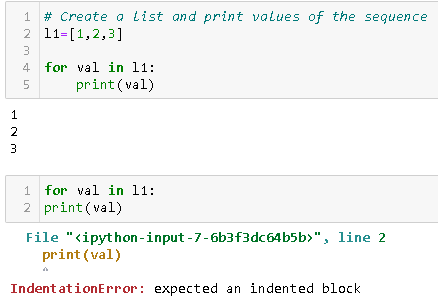 1 # Create a list and print values of the sequence
2 l1=[1,2,3]
3
4 for val in l1:
5     print(val)
1
2
3
1 for val in l1:
2 print(val)
File "<ipython-input-7-6b3f3dc64b5b>", line 2
print(val)
^
IndentationError: expected an indented block